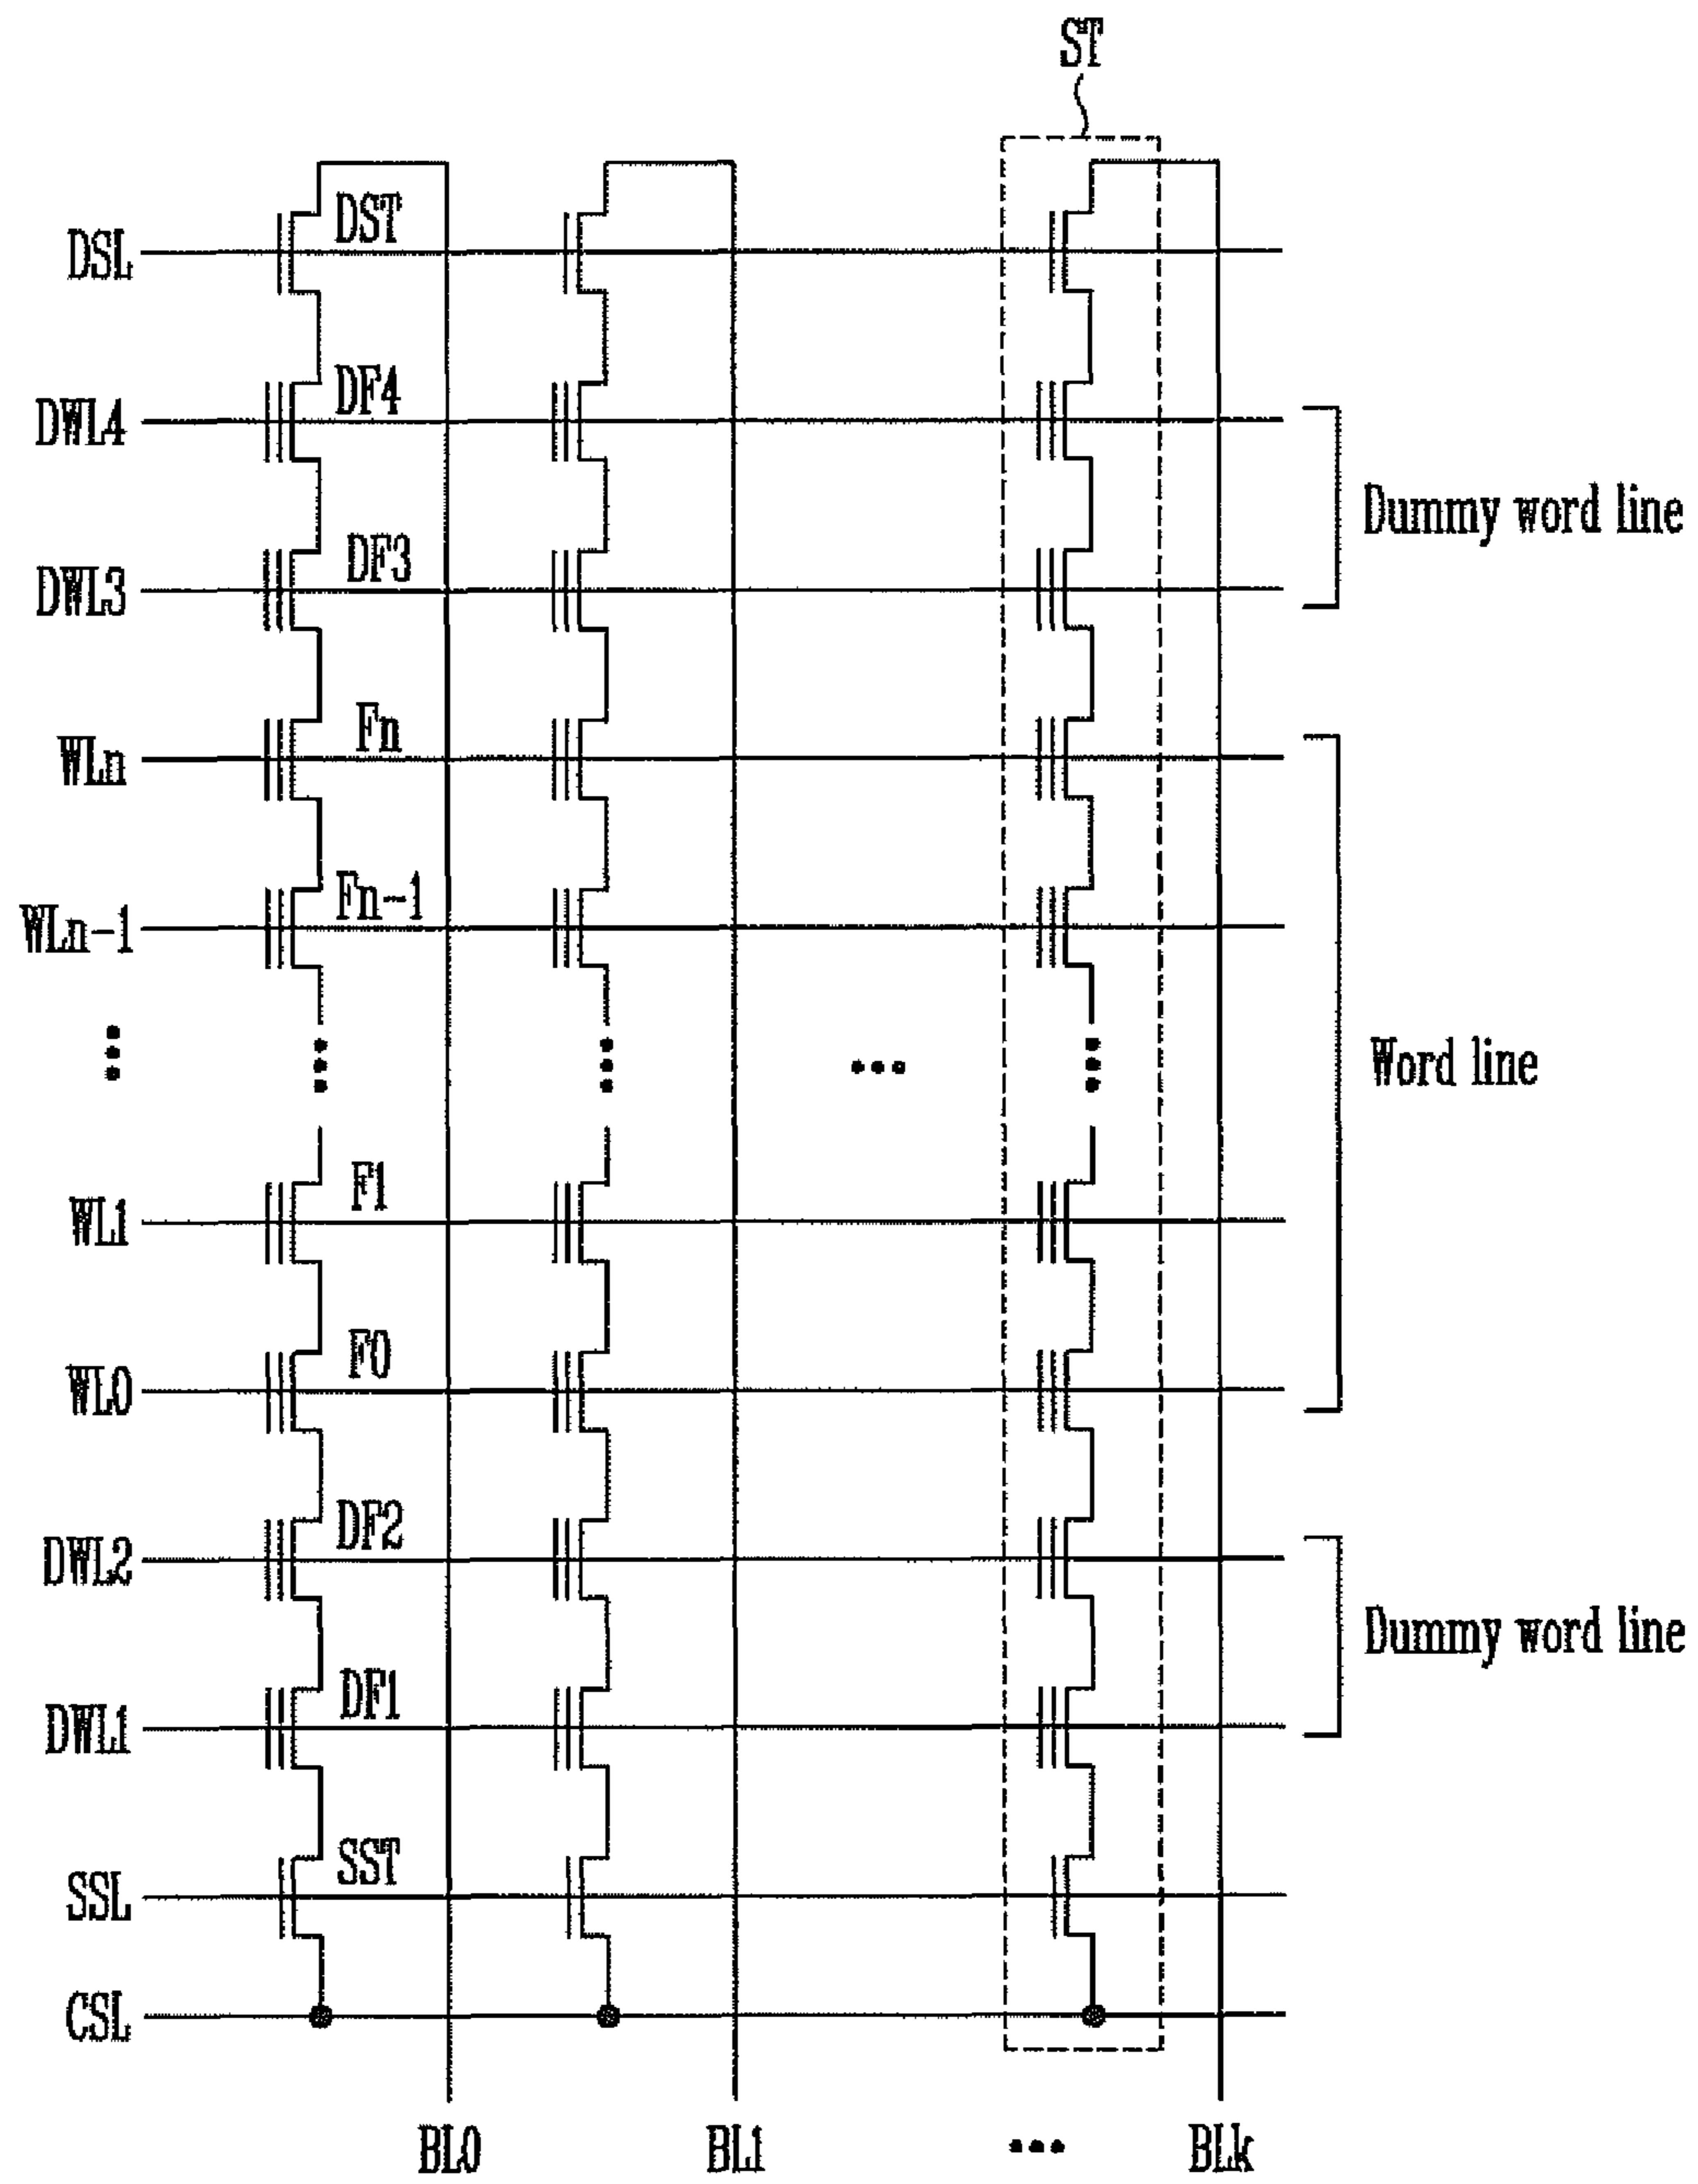 ST
DSL DST
DWL4 DF4
Dummy word line
DWL3 DF3
WLn Fn
WLn-1 Fn-1
Word line
WL1 F1
WL0 F0
DWL2 DF2
Dummy word line
DWL1 DF1
SSL SST
CSL
BL0 BL1 ... BLk